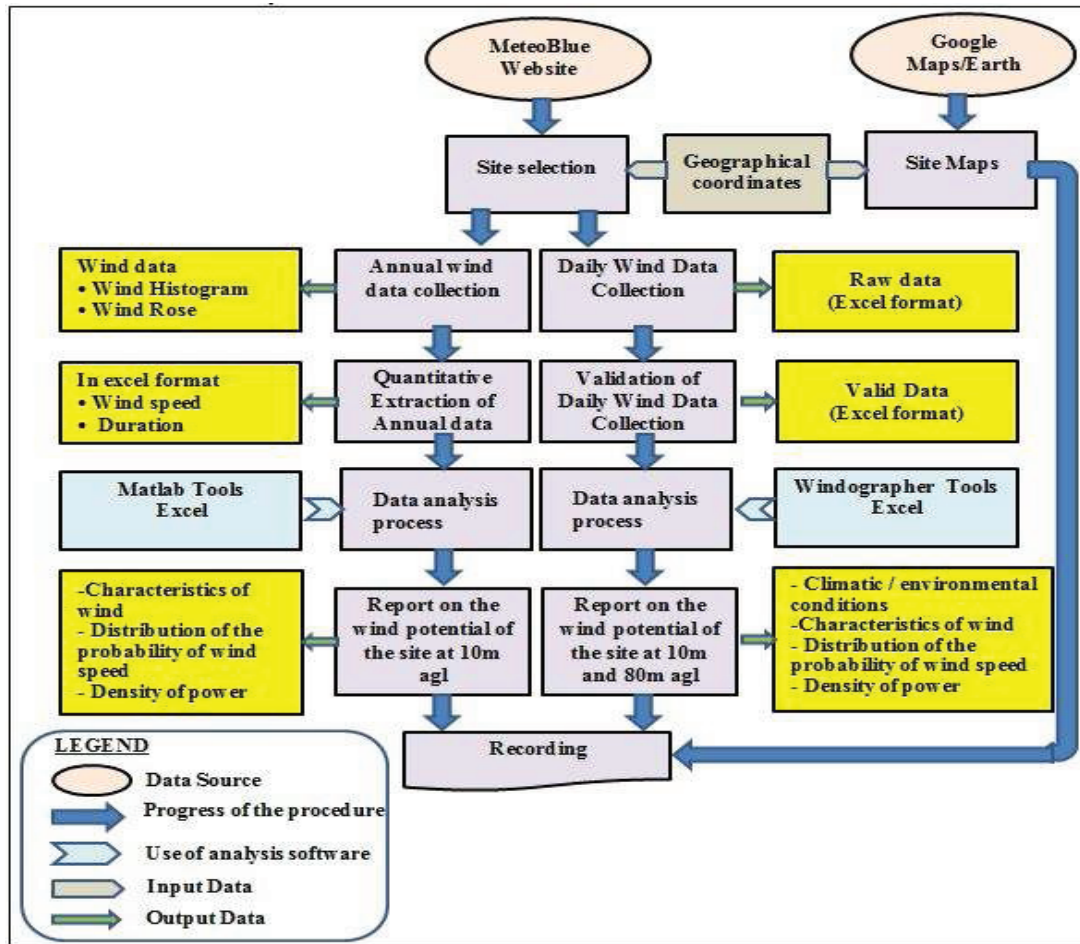 MeteoBlue
Website
Google
Maps/Earth
Site selection
Geographical
coordinates
Site Maps
Wind data
• Wind Histogram
• Wind Rose
Annual wind
data collection
Daily Wind Data
Collection
Raw data
(Excel format)
In excel format
• Wind speed
• Duration
Quantitative
Extraction of
Annual data
Validation of
Daily Wind Data
Collection
Valid Data
(Excel format)
Matlab Tools
Excel
Data analysis
process
Data analysis
process
Windographer Tools
Excel
-Characteristics of
wind
- Distribution of the
probability of wind
speed
- Density of power
Report on the
wind potential of
the site at 10m
agl
Report on the
wind potential of
the site at 10m
and 80m agl
- Climatic / environmental
conditions
-Characteristics of wind
- Distribution of the
probability of wind speed
- Density of power
Recording
LEGEND
Data Source
Progress of the procedure
Use of analysis software
Input Data
Output Data